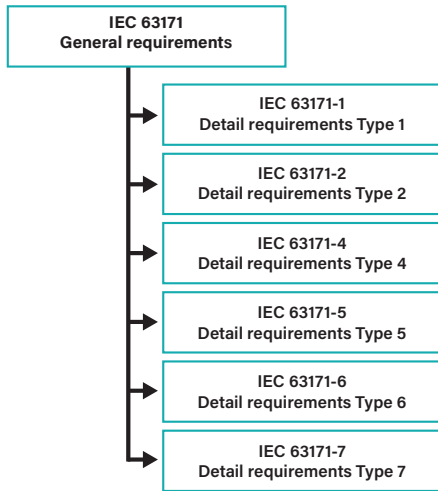 IEC 63171
General requirements
IEC 63171-1
Detail requirements Type 1
IEC 63171-2
Detail requirements Type 2
IEC 63171-4
Detail requirements Type 4
IEC 63171-5
Detail requirements Type 5
IEC 63171-6
Detail requirements Type 6
IEC 63171-7
Detail requirements Type 7